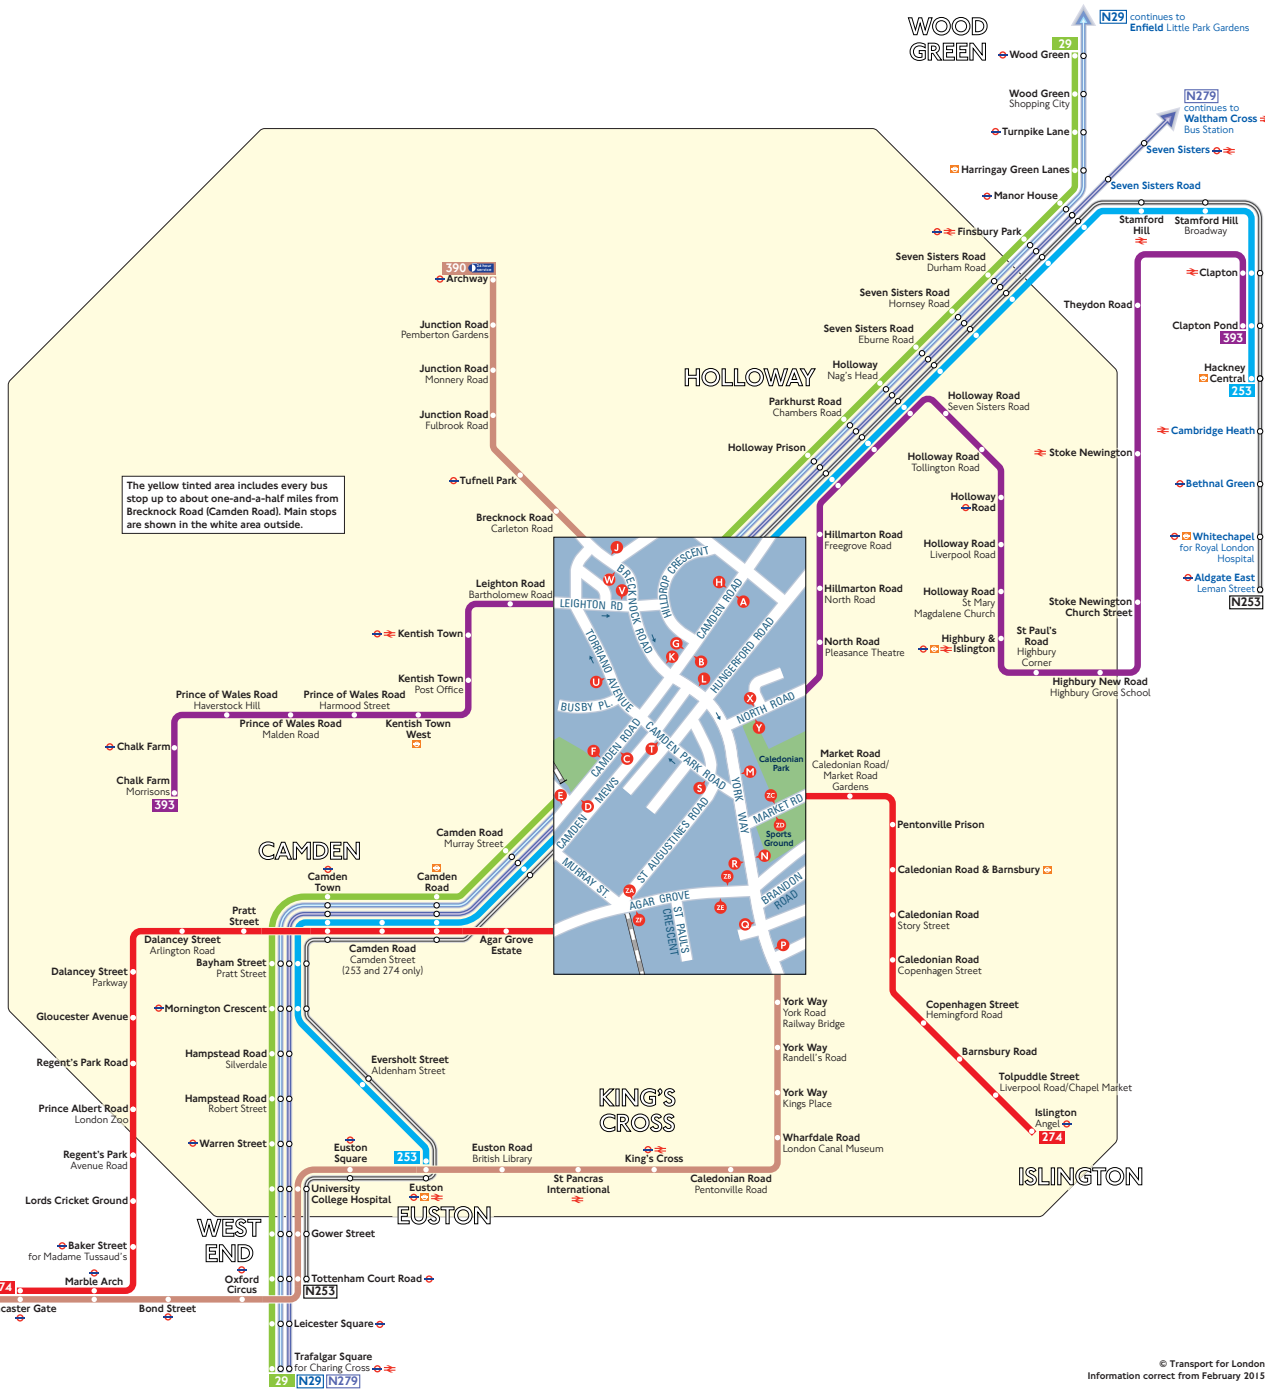 WOOD
GREEN
N29 continues to
Enfield Little Park Gardens
29
Wood Green
Wood Green
Shopping City
Turnpike Lane
Harringay Green Lanes
Manor House
Finsbury Park
Seven Sisters Road
Durham Road
Seven Sisters Road
Hornsey Road
Seven Sisters Road
Eburne Road
Holloway
Nag's Head
Parkhurst Road
Chambers Road
Holloway Prison
HOLLOWAY
N279
continues to
Waltham Cross
Bus Station
Seven Sisters
Seven Sisters Road
Stamford
Hill
Stamford Hill
Broadway
Clapton
Clapton Pond
393
Hackney
Central
253
Cambridge Heath
Bethnal Green
Whitechapel
for Royal London
Hospital
Aldgate East
Leman Street
N253
Theydon Road
Stoke Newington
Stoke Newington
Church Street
St Paul's
Road
Highbury
Corner
Highbury New Road
Highbury Grove School
Holloway Road
Seven Sisters Road
Holloway Road
Tollington Road
Holloway
Road
Holloway Road
Liverpool Road
Holloway Road
St Mary
Magdalene Church
Highbury &
Islington
Hillmarton Road
Freegrove Road
Hillmarton Road
North Road
North Road
Pleasance Theatre
390 24 hour
service
Archway
Junction Road
Pemberton Gardens
Junction Road
Monnery Road
Junction Road
Fulbrook Road
Tufnell Park
Brecknock Road
Carleton Road
The yellow tinted area includes every bus
stop up to about one-and-a-half miles from
Brecknock Road (Camden Road). Main stops
are shown in the white area outside.
Leighton Road
Bartholomew Road
Kentish Town
Kentish Town
Post Office
Kentish Town
West
Prince of Wales Road
Harmood Street
Prince of Wales Road
Malden Road
Prince of Wales Road
Haverstock Hill
Chalk Farm
Chalk Farm
Morrisons
393
J
W
V
H
A
G
K
B
L
U
X
Y
F
C
T
M
S
E
D
ZC
ZD
N
R
ZB
ZA
ZE
ZF
Q
P
BRECKNOCK ROAD
HILLDROP CRESCENT
CAMDEN ROAD
HUNGERFORD ROAD
LEIGHTON RD
TORRIANO AVENUE
BUSBY PL.
NORTH ROAD
CAMDEN ROAD
CAMDEN PARK ROAD
CAMDEN MEWS
YORK WAY
Caledonian
Park
MARKET RD
Sports
Ground
ST AUGUSTINES ROAD
MURRAY ST.
AGAR GROVE
ST PAUL'S
CRESCENT
BRANDON
ROAD
Market Road
Caledonian Road/
Market Road
Gardens
Pentonville Prison
Caledonian Road & Barnsbury
Caledonian Road
Story Street
Caledonian Road
Copenhagen Street
Copenhagen Street
Hemingford Road
Barnsbury Road
Tolpuddle Street
Liverpool Road/Chapel Market
Islington
Angel
274
ISLINGTON
York Way
York Road
Railway Bridge
York Way
Randell's Road
York Way
Kings Place
Wharfdale Road
London Canal Museum
KING'S
CROSS
King's Cross
Caledonian Road
Pentonville Road
St Pancras
International
Euston Road
British Library
253
Euston
EUSTON
Euston
Square
Eversholt Street
Aldenham Street
Camden Road
Murray Street
CAMDEN
Camden
Town
Camden
Road
Camden Road
Camden Street
(253 and 274 only)
Agar Grove
Estate
Pratt
Street
Dalancey Street
Arlington Road
Dalancey Street
Parkway
Gloucester Avenue
Regent's Park Road
Prince Albert Road
London Zoo
Regent's Park
Avenue Road
Lords Cricket Ground
Baker Street
for Madame Tussaud's
Marble Arch
74
caster Gate
Bond Street
Oxford
Circus
WEST
END
Bayham Street
Pratt Street
Mornington Crescent
Hampstead Road
Silverdale
Hampstead Road
Robert Street
Warren Street
University
College Hospital
Gower Street
Tottenham Court Road
N253
Leicester Square
Trafalgar Square
for Charing Cross
29 N29 N279
© Transport for London
Information correct from February 2015